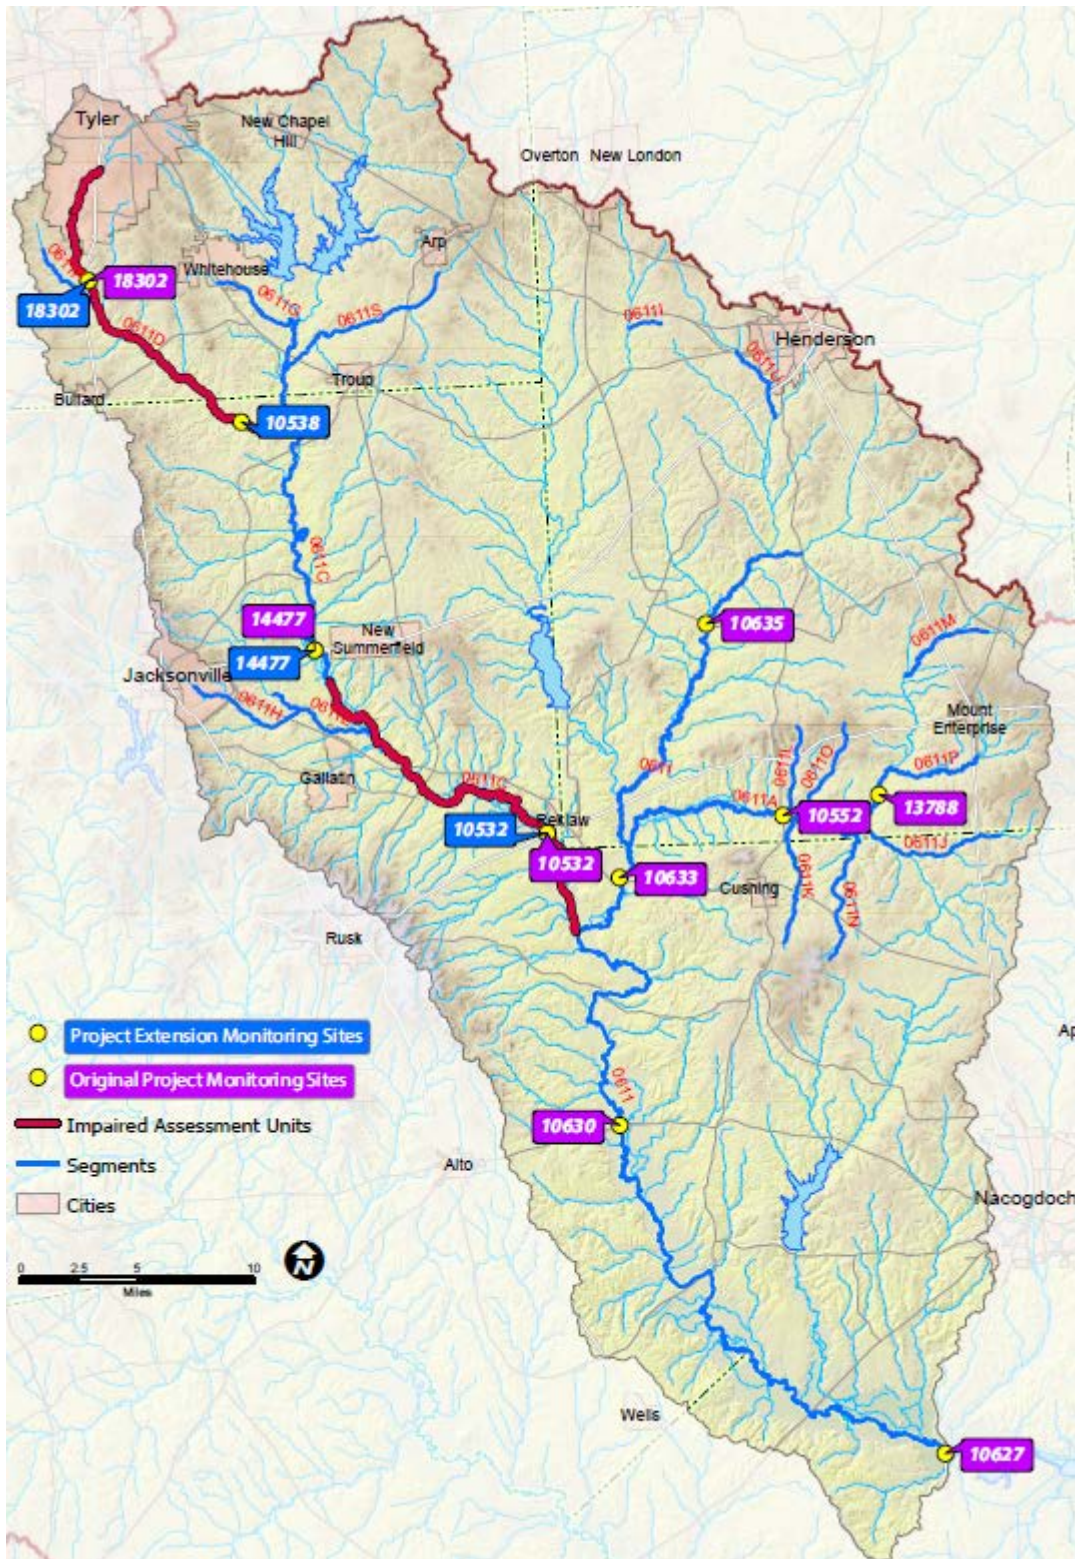 Tyler
New Chapel
Hill
Overton
New London
Arp
Whitehouse
18302
18302
0611D
0611G
0611S
0611I
Henderson
Troup
Bullard
10538
0611C
14477
New
Summerfield
14477
10635
0611M
Jacksonville
0611H
Mount
Enterprise
0611
0611L
0611O
0611P
Gallatin
0611C
0611A
10552
13788
10532
Reklaw
0611J
10532
10633
Cushing
0611K
0611N
Rusk
Project Extension Monitoring Sites
Original Project Monitoring Sites
Impaired Assessment Units
Segments
Cities
0611
10630
Alto
Nacogdoch
0 2.5 5 10
Miles
N
Wells
10627